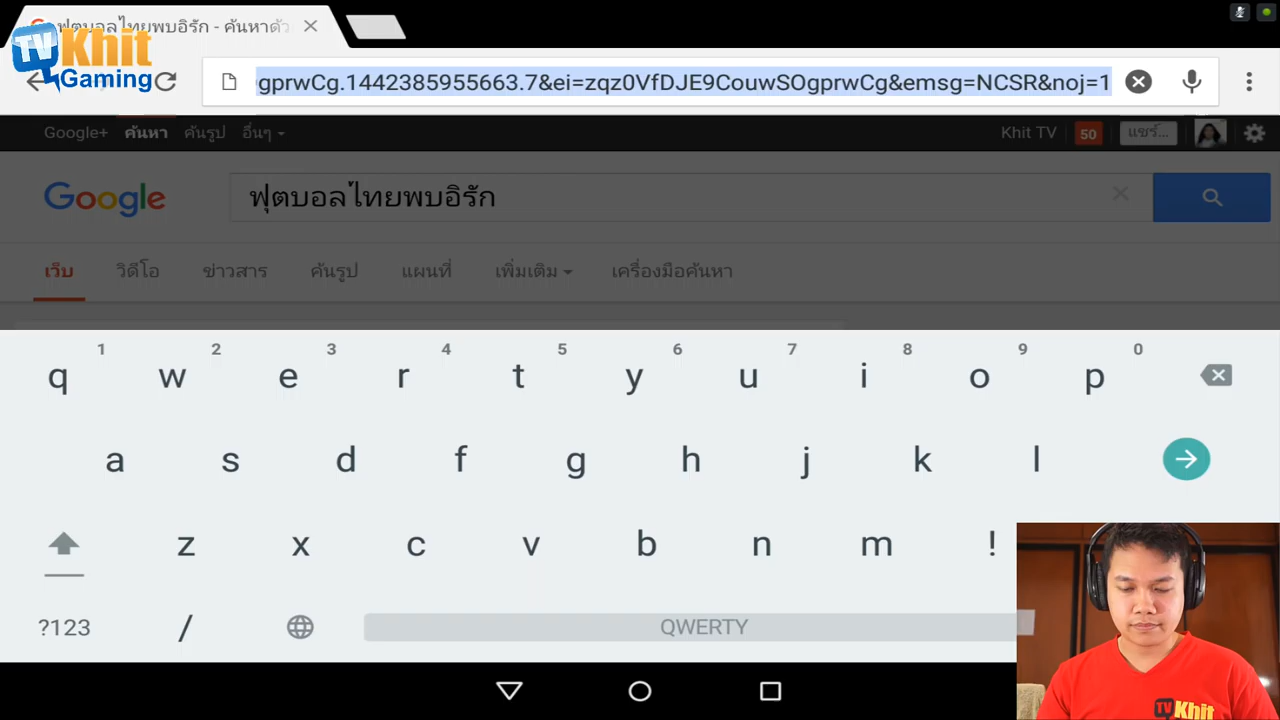 ฟุตบอลไทยพบอิรัก - ค้นหาด้ว
TV Khit
Gaming
gprwCg.1442385955663.7&ei=zqz0VfDJE9CouwSOgprwCg&emsg=NCSR&noj=1
Google+ ค้นหา ค้นรูป อื่นๆ Khit TV 50 แชร์...
Google ฟุตบอลไทยพบอิรัก
เว็บ วิดีโอ ข่าวสาร ค้นรูป แผนที่ เพิ่มเติม เครื่องมือค้นหา
1 2 3 4 5 6 7 8 9 0
q w e r t y u i o p
a s d f g h j k l
z x c v b n m !
?123 / QWERTY
TV Khit